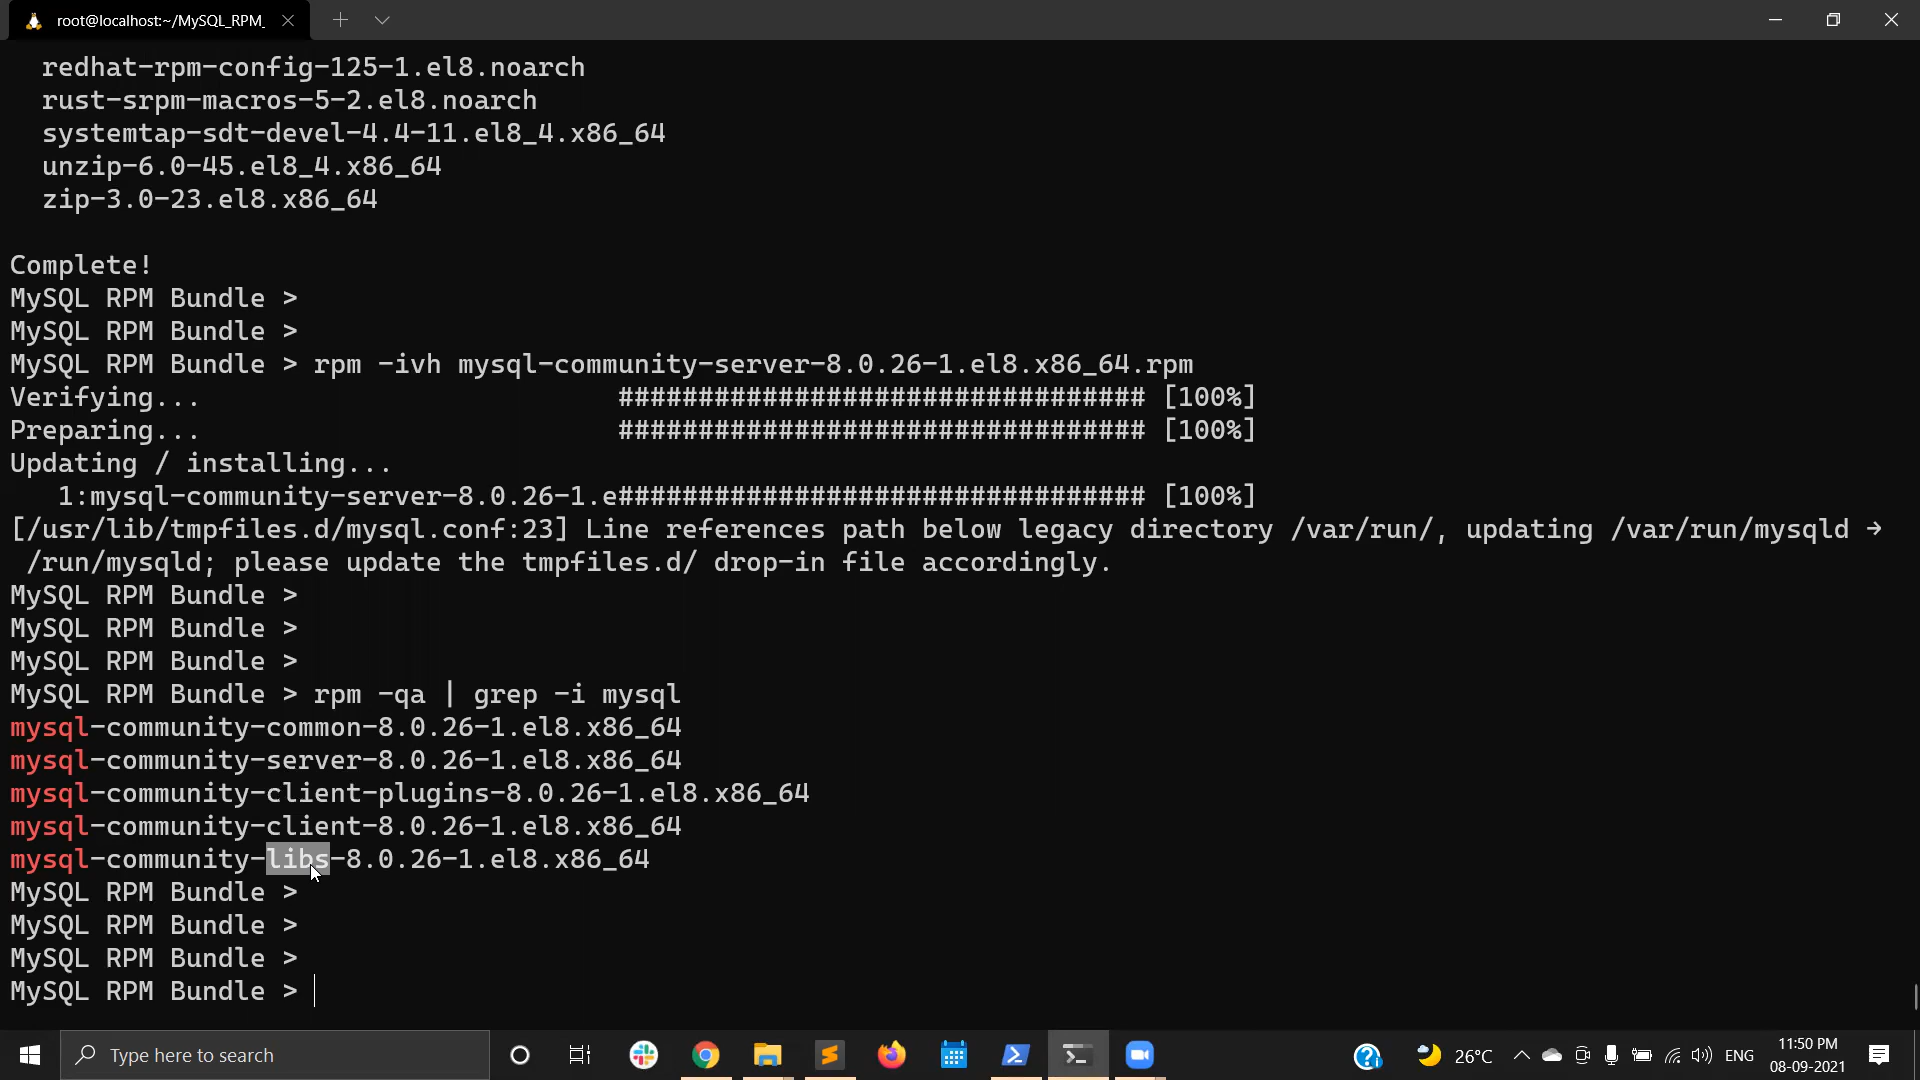 root@localhost:~/MySQL_RPM_
redhat-rpm-config-125-1.el8.noarch
rust-srpm-macros-5-2.el8.noarch
systemtap-sdt-devel-4.4-11.el8_4.x86_64
unzip-6.0-45.el8_4.x86_64
zip-3.0-23.el8.x86_64
Complete!
MySQL RPM Bundle >
MySQL RPM Bundle >
MySQL RPM Bundle > rpm -ivh mysql-community-server-8.0.26-1.el8.x86_64.rpm
Verifying... ################################# [100%]
Preparing... ################################# [100%]
Updating / installing...
1:mysql-community-server-8.0.26-1.e################################# [100%]
[/usr/lib/tmpfiles.d/mysql.conf:23] Line references path below legacy directory /var/run/, updating /var/run/mysqld →
/run/mysqld; please update the tmpfiles.d/ drop-in file accordingly.
MySQL RPM Bundle >
MySQL RPM Bundle >
MySQL RPM Bundle >
MySQL RPM Bundle > rpm -qa | grep -i mysql
mysql-community-common-8.0.26-1.el8.x86_64
mysql-community-server-8.0.26-1.el8.x86_64
mysql-community-client-plugins-8.0.26-1.el8.x86_64
mysql-community-client-8.0.26-1.el8.x86_64
mysql-community-libs-8.0.26-1.el8.x86_64
MySQL RPM Bundle >
MySQL RPM Bundle >
MySQL RPM Bundle >
MySQL RPM Bundle >
Type here to search
26°C
ENG
11:50 PM
08-09-2021